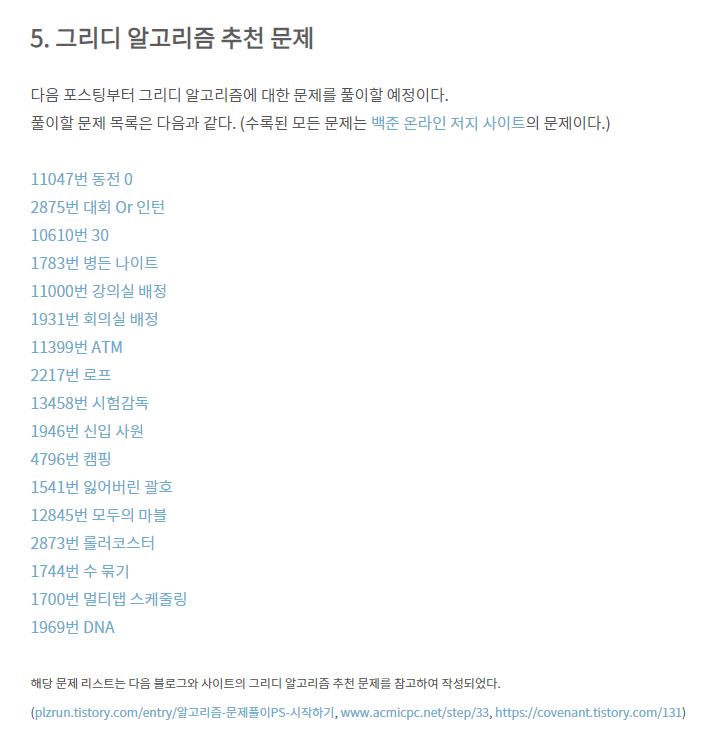 5. 그리디 알고리즘 추천 문제
다음 포스팅부터 그리디 알고리즘에 대한 문제를 풀이할 예정이다.
풀이할 문제 목록은 다음과 같다. (수록된 모든 문제는 백준 온라인 저지 사이트의 문제이다.)
11047번 동전 0
2875번 대회 Or 인턴
10610번 30
1783번 병든 나이트
11000번 강의실 배정
1931번 회의실 배정
11399번 ATM
2217번 로프
13458번 시험감독
1946번 신입 사원
4796번 캠핑
1541번 잃어버린 괄호
12845번 모두의 마블
2873번 롤러코스터
1744번 수 묶기
1700번 멀티탭 스케줄링
1969번 DNA
해당 문제 리스트는 다음 블로그와 사이트의 그리디 알고리즘 추천 문제를 참고하여 작성되었다.
(plzrun.tistory.com/entry/알고리즘-문제풀이PS-시작하기, www.acmicpc.net/step/33, https://covenant.tistory.com/131)